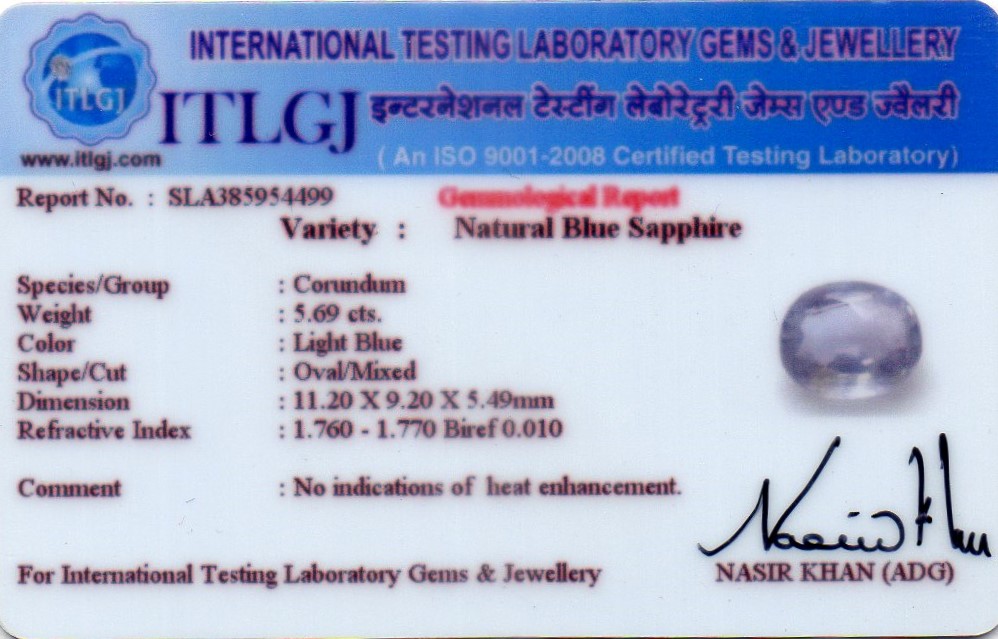 INTERNATIONAL TESTING LABORATORY GEMS & JEWELLERY
ITLGJ
ITLGJ इन्टरनेशनल टेस्टींग लेबोरेट्ररी जेम्स एण्ड ज्वैलरी
www.itlgj.com
( An ISO 9001-2008 Certified Testing Laboratory)
Report No. : SLA385954499
Gemmological Report
Variety : Natural Blue Sapphire
Species/Group : Corundum
Weight : 5.69 cts.
Color : Light Blue
Shape/Cut : Oval/Mixed
Dimension : 11.20 X 9.20 X 5.49mm
Refractive Index : 1.760 - 1.770 Biref 0.010
Comment : No indications of heat enhancement.
For International Testing Laboratory Gems & Jewellery
NASIR KHAN (ADG)